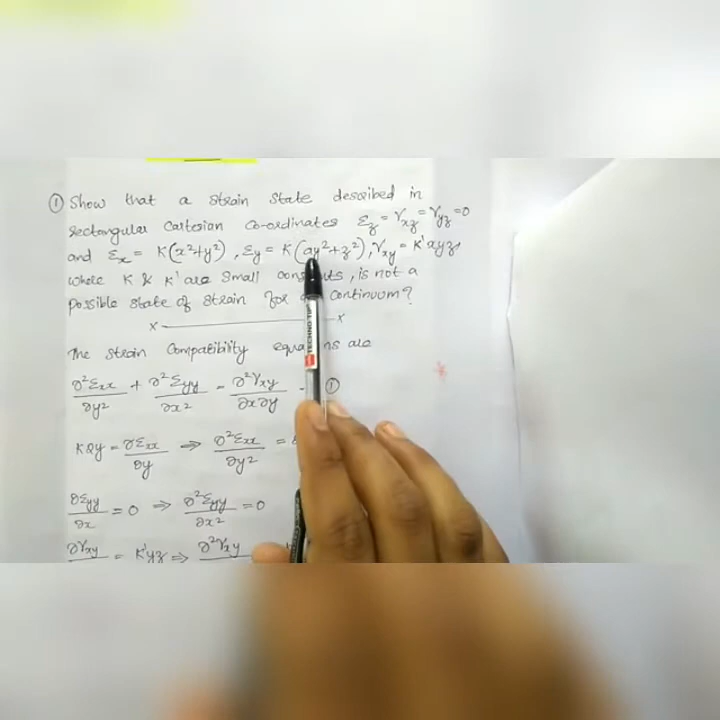 ① Show that a strain state described in
rectangular Cartesian Co-ordinates εz = γxz = γyz = 0
and εx = K(x²+y²), εy = K(ay²+z²), γxy = K'xyz,
where K & K' are small constants, is not a
possible state of strain for continuum?
x x
The strain Compatibility equations are
∂²εxx/∂y² + ∂²εyy/∂x² = ∂²γxy/∂x∂y - ①
K2y = ∂εxx/∂y ⇒ ∂²εxx/∂y² =
∂εyy/∂x = 0 ⇒ ∂²εyy/∂x² = 0
∂γxy = K'yz ⇒ ∂²γxy
TECHNO TIP